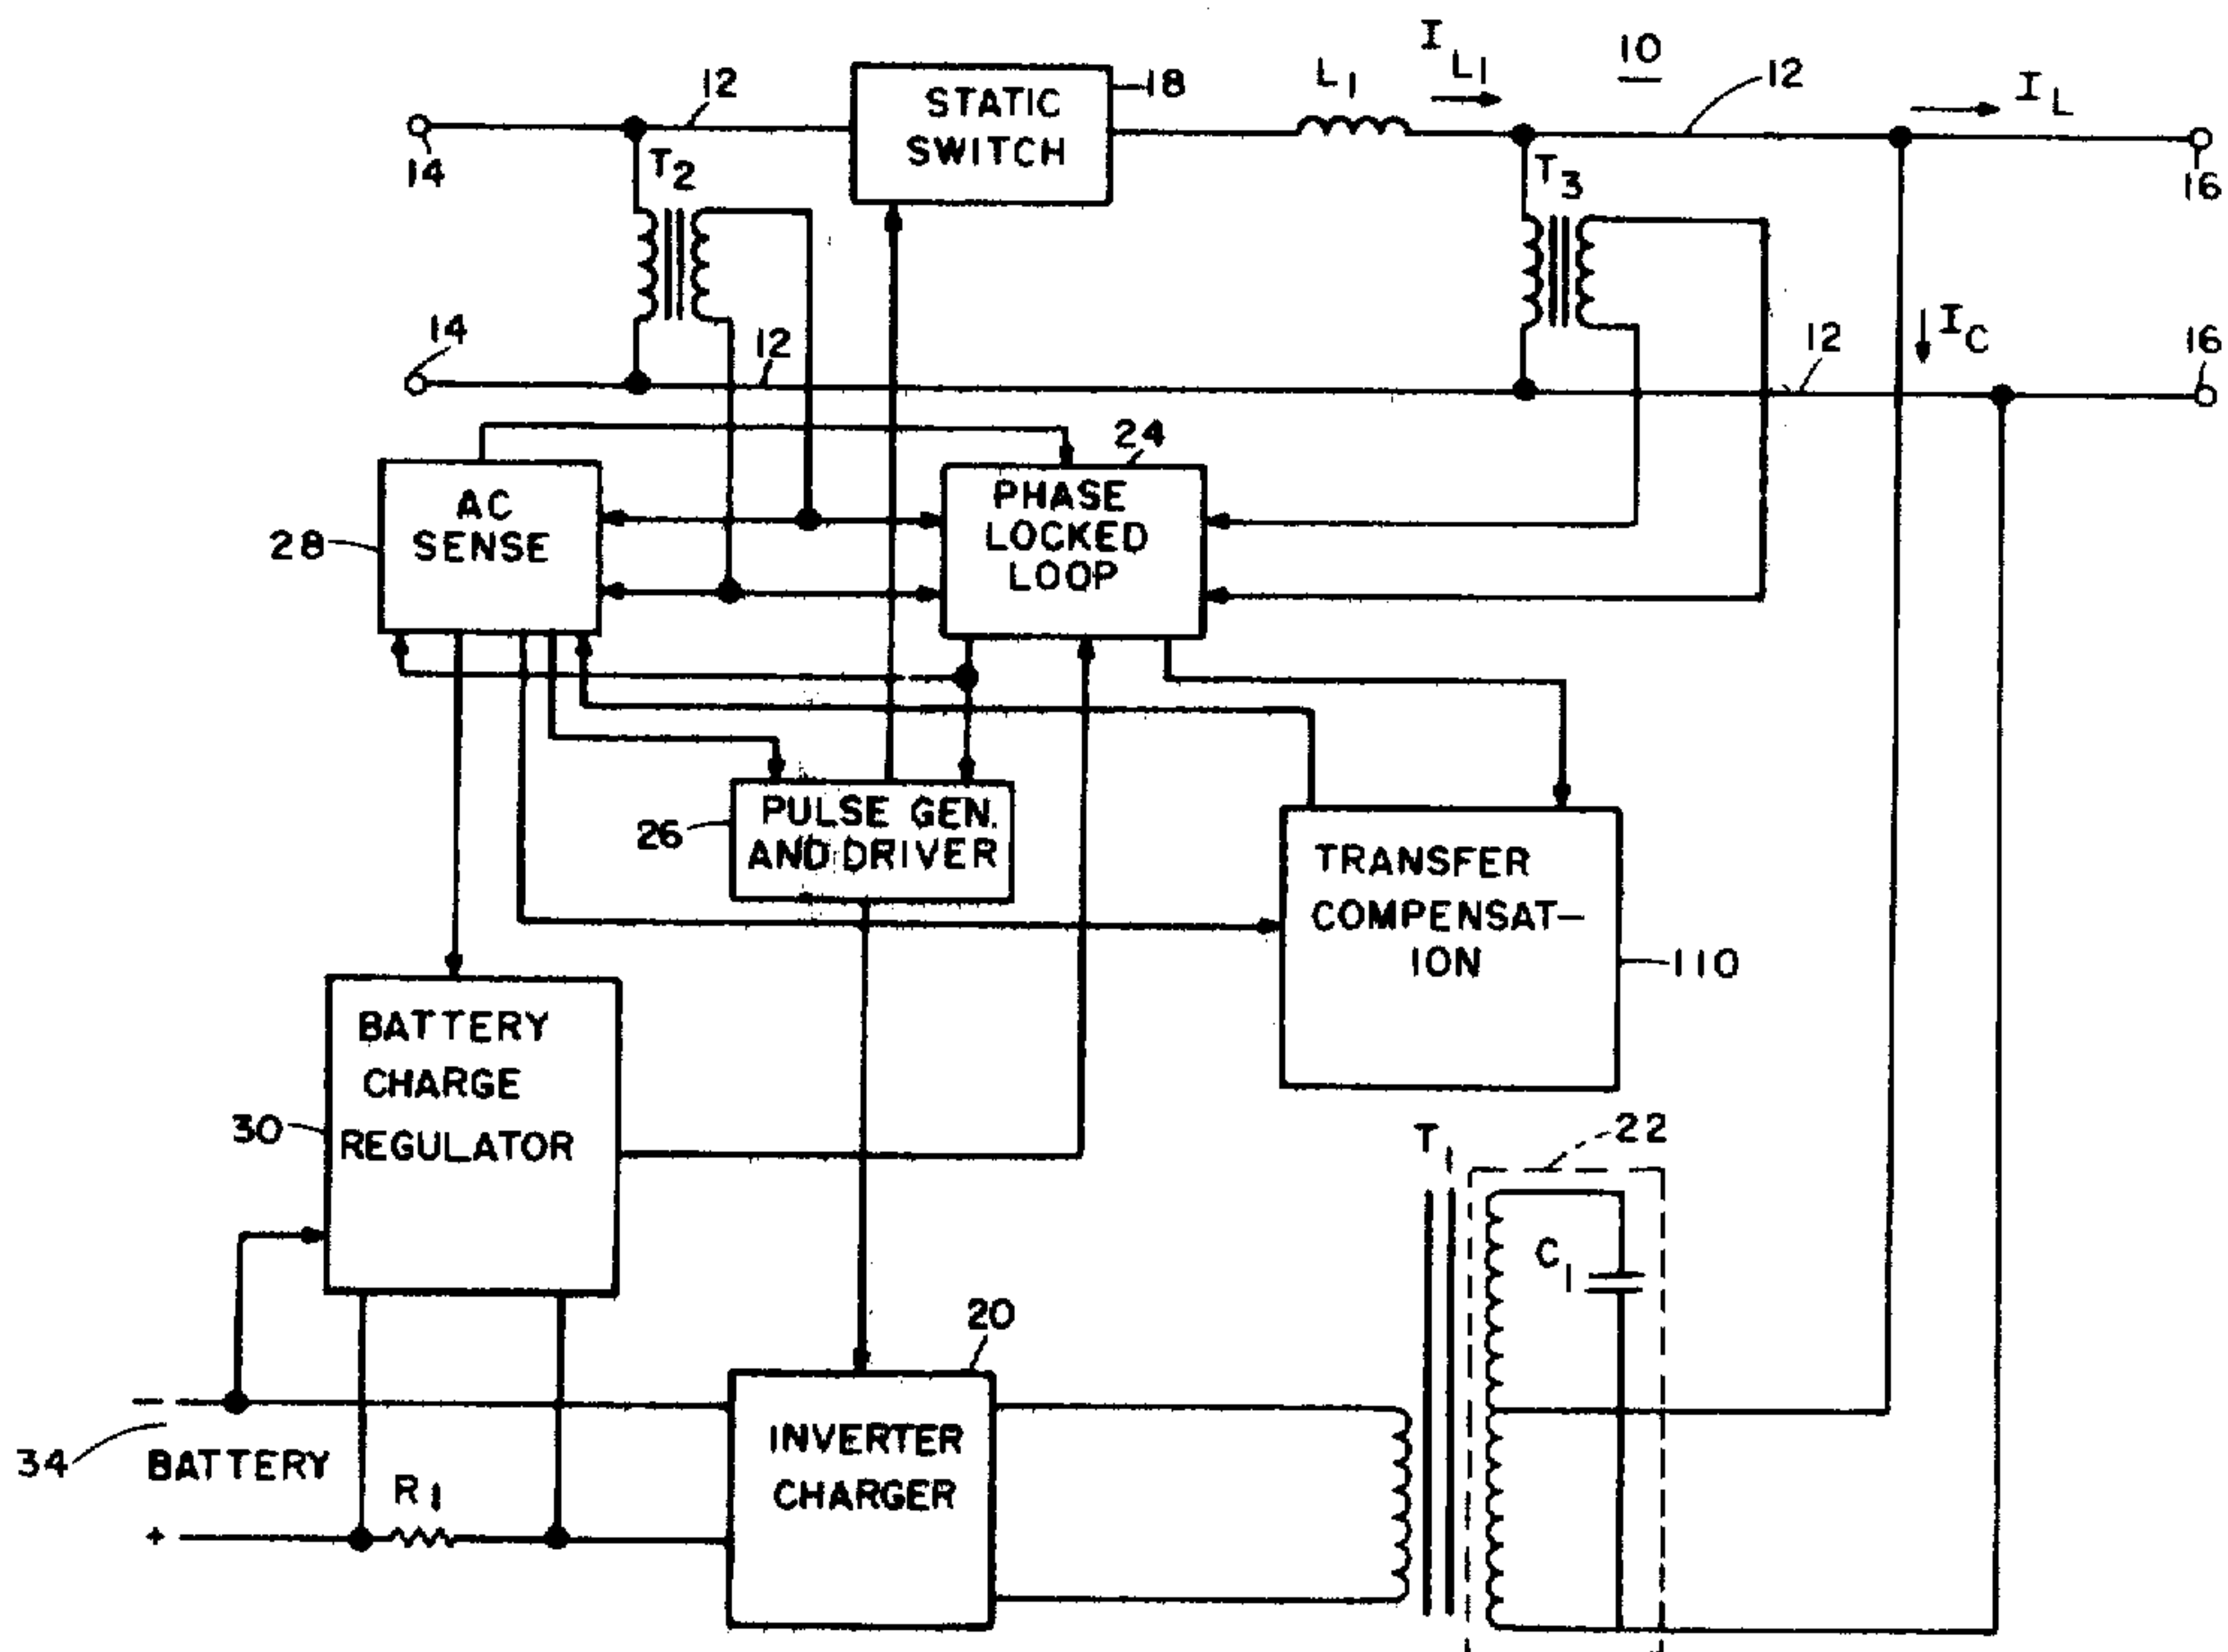 I L1
10
12
I L
12
STATIC
SWITCH
18
L1
14
T2
T3
16
14
12
I C
12
16
24
AC
SENSE
28
PHASE
LOCKED
LOOP
26
PULSE GEN.
AND DRIVER
TRANSFER
COMPENSAT-
ION
110
BATTERY
CHARGE
REGULATOR
30
T1
22
C1
20
34
−
BATTERY
+
R1
INVERTER
CHARGER